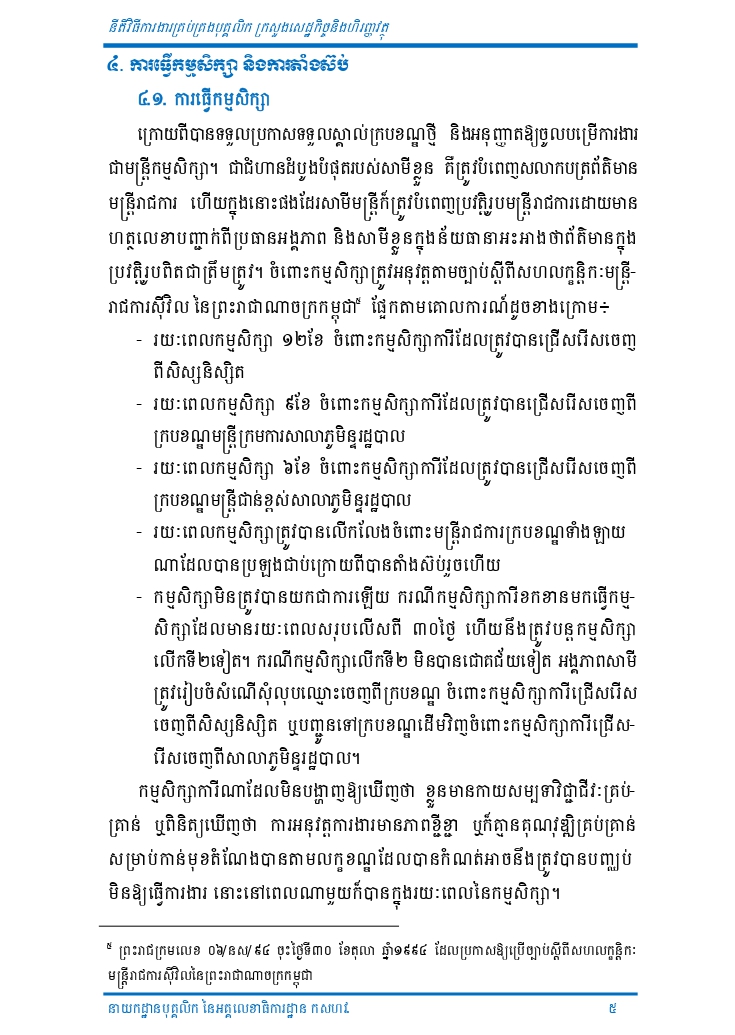 នីតិវិធីការងារគ្រប់គ្រងបុគ្គលិក ក្រសួងសេដ្ឋកិច្ចនិងហិរញ្ញវត្ថុ
៤. ការធ្វើកម្មសិក្សា និងការតាំងស៊ប់
៤.១. ការធ្វើកម្មសិក្សា
ក្រោយពីបានទទួលប្រកាសទទួលស្គាល់ក្របខណ្ឌថ្មី និងអនុញ្ញាតឱ្យចូលបម្រើការងារ
ជាមន្ត្រីកម្មសិក្សា។ ជាជំហានដំបូងបំផុតរបស់សាមីខ្លួន គឺត្រូវបំពេញសលាកបត្រព័ត៌មាន
មន្ត្រីរាជការ ហើយក្នុងនោះផងដែរសាមីមន្ត្រីក៏ត្រូវបំពេញប្រវត្តិរូបមន្ត្រីរាជការដោយមាន
ហត្ថលេខាបញ្ជាក់ពីប្រធានអង្គភាព និងសាមីខ្លួនក្នុងន័យធានាអះអាងថាព័ត៌មានក្នុង
ប្រវត្តិរូបពិតជាត្រឹមត្រូវ។ ចំពោះកម្មសិក្សាត្រូវអនុវត្តតាមច្បាប់ស្តីពីសហលក្ខន្តិកៈមន្ត្រី-
រាជការស៊ីវិល នៃព្រះរាជាណាចក្រកម្ពុជា៥ ផ្អែកតាមគោលការណ៍ដូចខាងក្រោម÷
- រយៈពេលកម្មសិក្សា ១២ខែ ចំពោះកម្មសិក្សាការីដែលត្រូវបានជ្រើសរើសចេញ
ពីសិស្សនិស្សិត
- រយៈពេលកម្មសិក្សា ៩ខែ ចំពោះកម្មសិក្សាការីដែលត្រូវបានជ្រើសរើសចេញពី
ក្របខណ្ឌមន្ត្រីក្រមការសាលាភូមិន្ទរដ្ឋបាល
- រយៈពេលកម្មសិក្សា ៦ខែ ចំពោះកម្មសិក្សាការីដែលត្រូវបានជ្រើសរើសចេញពី
ក្របខណ្ឌមន្ត្រីជាន់ខ្ពស់សាលាភូមិន្ទរដ្ឋបាល
- រយៈពេលកម្មសិក្សាត្រូវបានលើកលែងចំពោះមន្ត្រីរាជការក្របខណ្ឌទាំងឡាយ
ណាដែលបានប្រឡងជាប់ក្រោយពីបានតាំងស៊ប់រួចហើយ
- កម្មសិក្សាមិនត្រូវបានយកជាការឡើយ ករណីកម្មសិក្សាការីខកខានមកធ្វើកម្ម-
សិក្សាដែលមានរយៈពេលសរុបលើសពី ៣០ថ្ងៃ ហើយនឹងត្រូវបន្តកម្មសិក្សា
លើកទី២ទៀត។ ករណីកម្មសិក្សាលើកទី២ មិនបានជោគជ័យទៀត អង្គភាពសាមី
ត្រូវរៀបចំសំណើសុំលុបឈ្មោះចេញពីក្របខណ្ឌ ចំពោះកម្មសិក្សាការីជ្រើសរើស
ចេញពីសិស្សនិស្សិត ឬបញ្ជូនទៅក្របខណ្ឌដើមវិញចំពោះកម្មសិក្សាការីជ្រើស-
រើសចេញពីសាលាភូមិន្ទរដ្ឋបាល។
កម្មសិក្សាការីណាដែលមិនបង្ហាញឱ្យឃើញថា ខ្លួនមានកាយសម្បទាវិជ្ជាជីវៈគ្រប់-
គ្រាន់ ឬពិនិត្យឃើញថា ការអនុវត្តការងារមានភាពខ្ជីខ្ជា ឬក៏គ្មានគុណវុឌ្ឍិគ្រប់គ្រាន់
សម្រាប់កាន់មុខតំណែងបានតាមលក្ខខណ្ឌដែលបានកំណត់អាចនឹងត្រូវបានបញ្ឈប់
មិនឱ្យធ្វើការងារ នោះនៅពេលណាមួយក៏បានក្នុងរយៈពេលនៃកម្មសិក្សា។
៥ ព្រះរាជក្រមលេខ ០៦/នស/៩៤ ចុះថ្ងៃទី៣០ ខែតុលា ឆ្នាំ១៩៩៤ ដែលប្រកាសឱ្យប្រើច្បាប់ស្តីពីសហលក្ខន្តិកៈ
មន្ត្រីរាជការស៊ីវិលនៃព្រះរាជាណាចក្រកម្ពុជា
នាយកដ្ឋានបុគ្គលិក នៃអគ្គលេខាធិការដ្ឋាន កសហវ. ៥